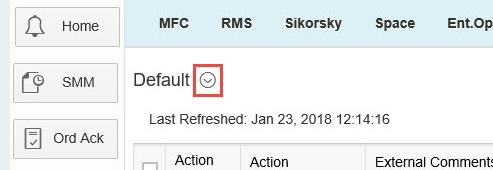 Home
SMM
Ord Ack
MFC RMS Sikorsky Space Ent.Op
Default
Last Refreshed: Jan 23, 2018 12:14:16
Action Action External Comments